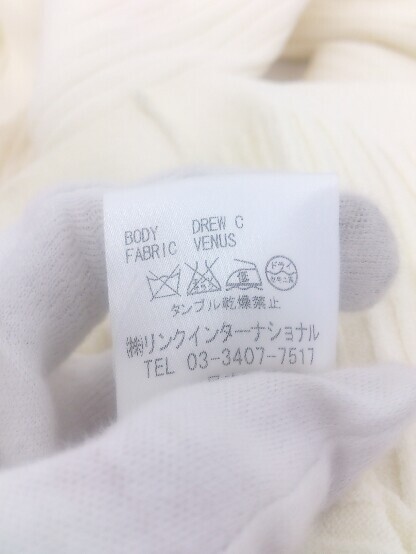 BODY DREW C
FABRIC VENUS
タンブル乾燥禁止
㈱リンクインターナショナル
TEL 03-3407-7517